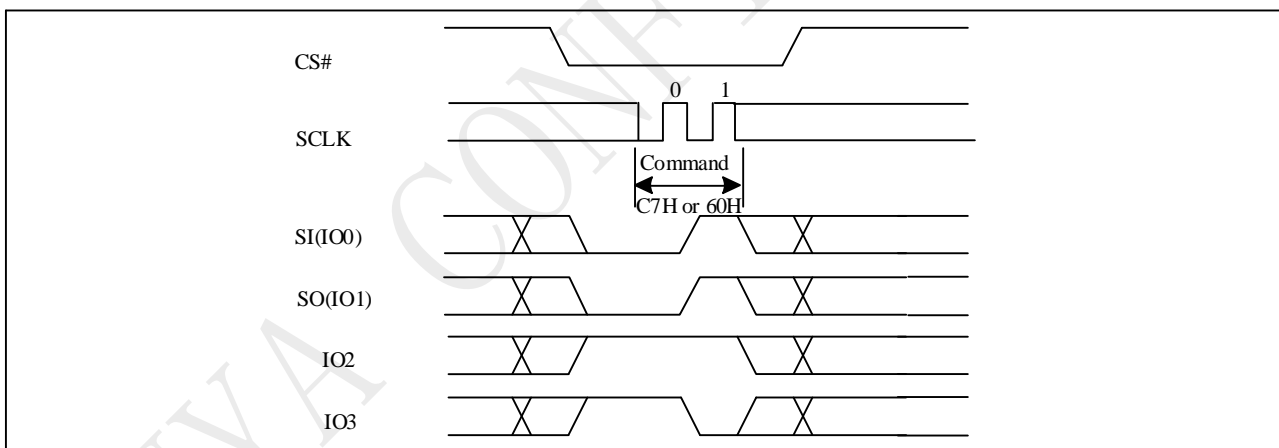 CS#
0 1
SCLK
Command
C7H or 60H
SI(IO0)
SO(IO1)
IO2
IO3